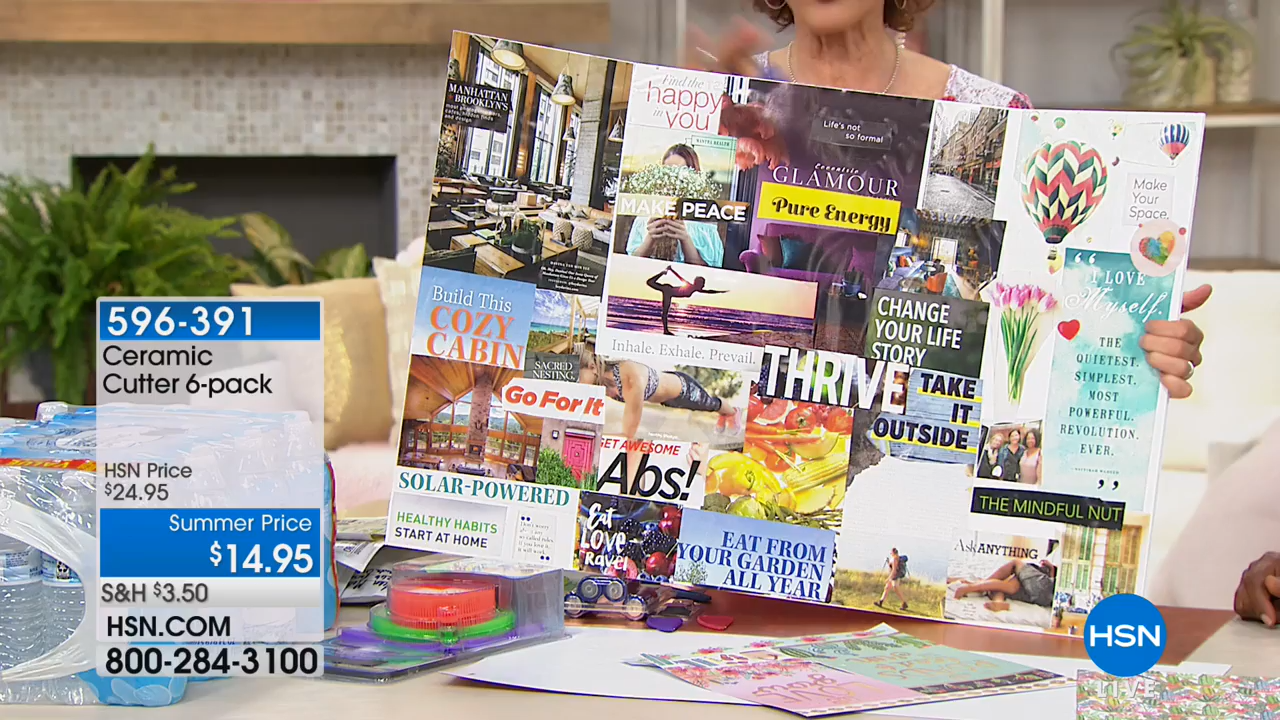 596-391
Ceramic
Cutter 6-pack
HSN Price
$24.95
Summer Price
$14.95
S&H $3.50
HSN.COM
800-284-3100
MANHATTAN
BROOKLYN'S
Find the
happy
in you
MAKE PEACE
Life's not
so formal
GLAMOUR
Pure Energy
Make
Your
Space.
I LOVE
Myself.
THE
QUIETEST.
SIMPLEST.
MOST
POWERFUL.
REVOLUTION.
EVER.
Build This
COZY
CABIN
Inhale. Exhale. Prevail.
CHANGE
YOUR LIFE
STORY
THRIVE
TAKE
IT
OUTSIDE
SACRED
NESTING,
Go For It
GET AWESOME
Abs!
SOLAR-POWERED
HEALTHY HABITS
START AT HOME
Eat
LOVE
Travel
EAT FROM
YOUR GARDEN
ALL YEAR
THE MINDFUL NUT
Ask ANYTHING
HSN
LIVE